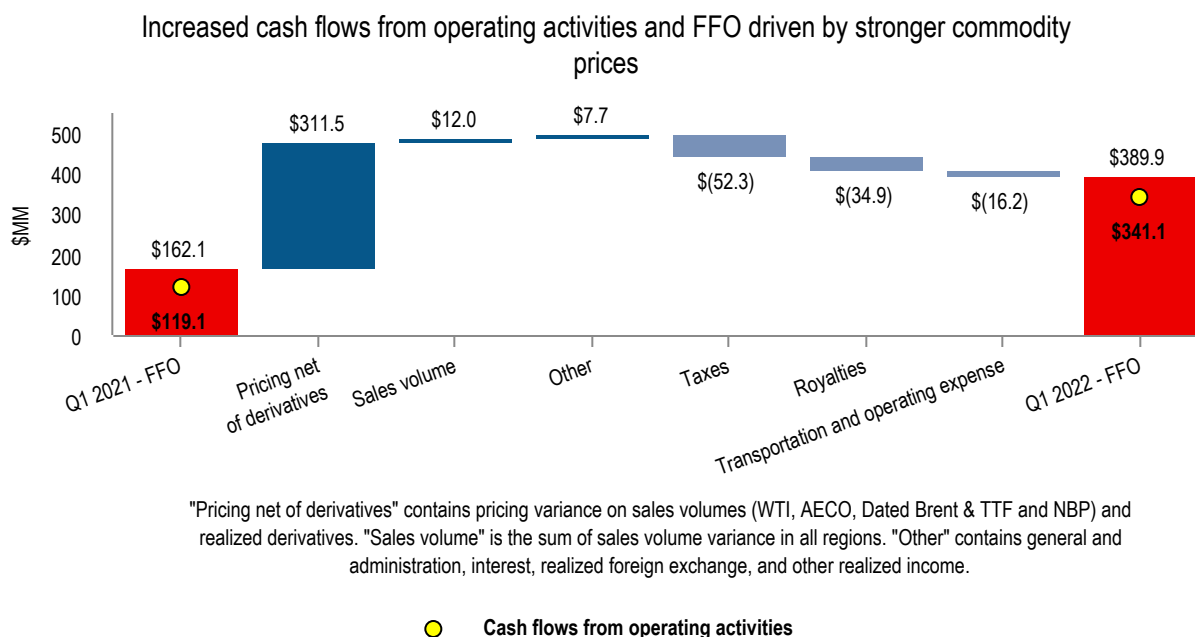 Increased cash flows from operating activities and FFO driven by stronger commodity
prices
$MM
500
400
300
200
100
0
$162.1
$119.1
$311.5
$12.0
$7.7
$(52.3)
$(34.9)
$(16.2)
$389.9
$341.1
Q1 2021 - FFO
Pricing net
of derivatives
Sales volume
Other
Taxes
Royalties
Transportation and operating expense
Q1 2022 - FFO
"Pricing net of derivatives" contains pricing variance on sales volumes (WTI, AECO, Dated Brent & TTF and NBP) and
realized derivatives. "Sales volume" is the sum of sales volume variance in all regions. "Other" contains general and
administration, interest, realized foreign exchange, and other realized income.
Cash flows from operating activities